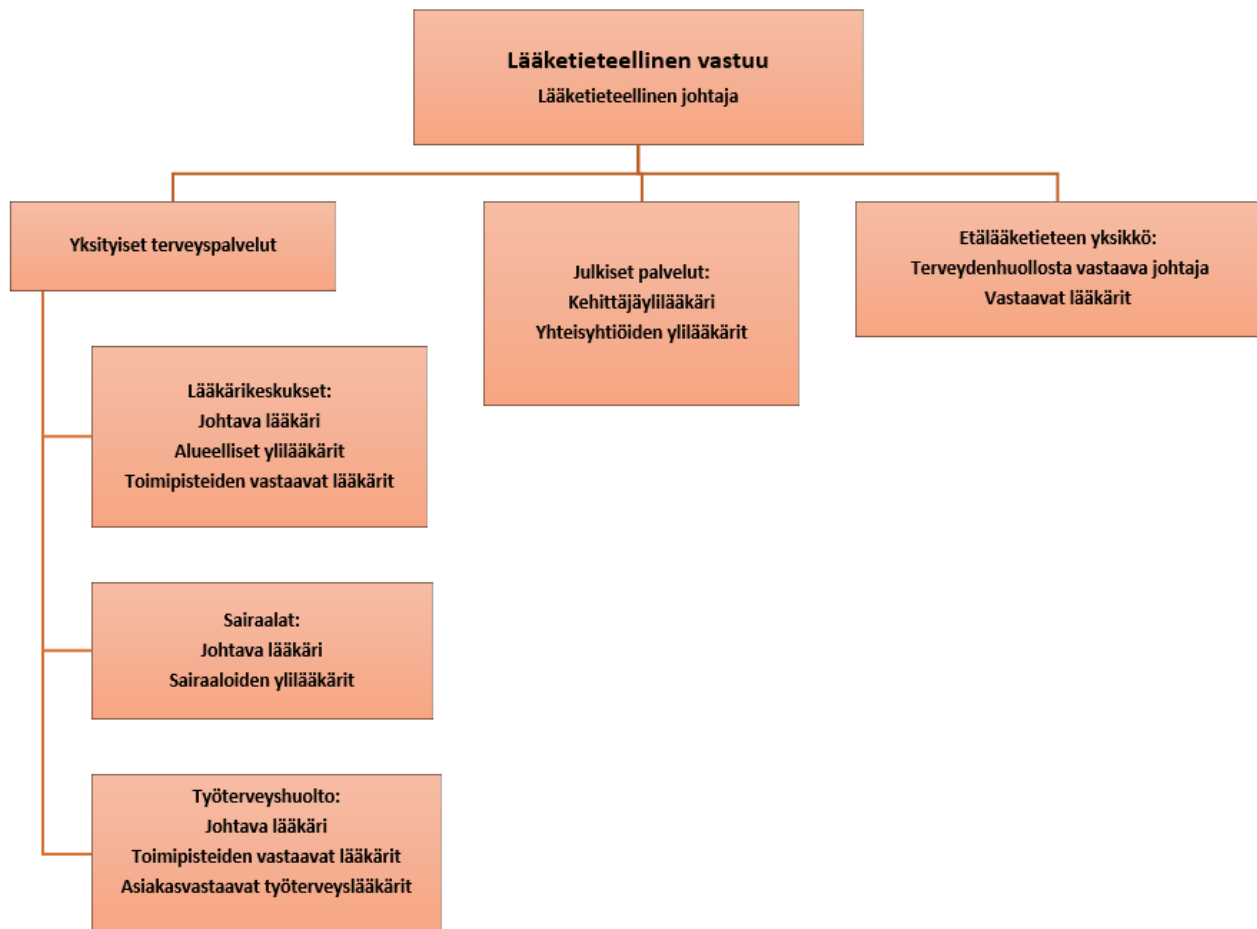 Lääketieteellinen vastuu
Lääketieteellinen johtaja
Yksityiset terveyspalvelut
Lääkärikeskukset:
Johtava lääkäri
Alueelliset ylilääkärit
Toimipisteiden vastaavat lääkärit
Sairaalat:
Johtava lääkäri
Sairaaloiden ylilääkärit
Työterveyshuolto:
Johtava lääkäri
Toimipisteiden vastaavat lääkärit
Asiakasvastaavat työterveyslääkärit
Julkiset palvelut:
Kehittäjäylilääkäri
Yhteisyhtiöiden ylilääkärit
Etälääketieteen yksikkö:
Terveydenhuollosta vastaava johtaja
Vastaavat lääkärit